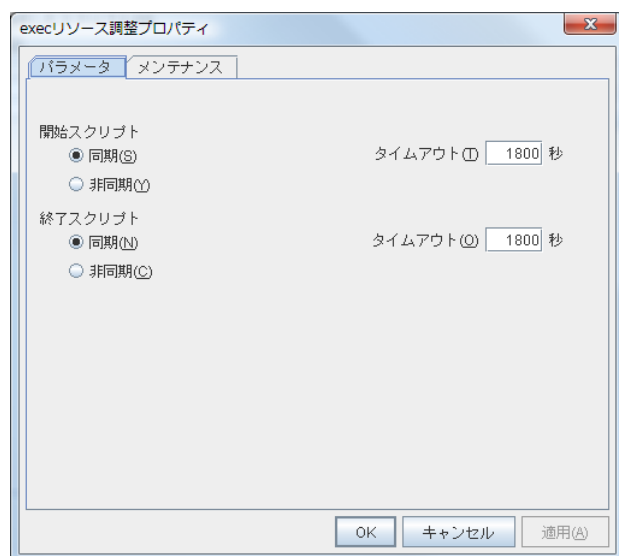 execリソース調整プロパティ
パラメータ メンテナンス
開始スクリプト
同期(S) タイムアウト(T) 1800 秒
非同期(Y)
終了スクリプト
同期(N) タイムアウト(O) 1800 秒
非同期(C)
OK キャンセル 適用(A)